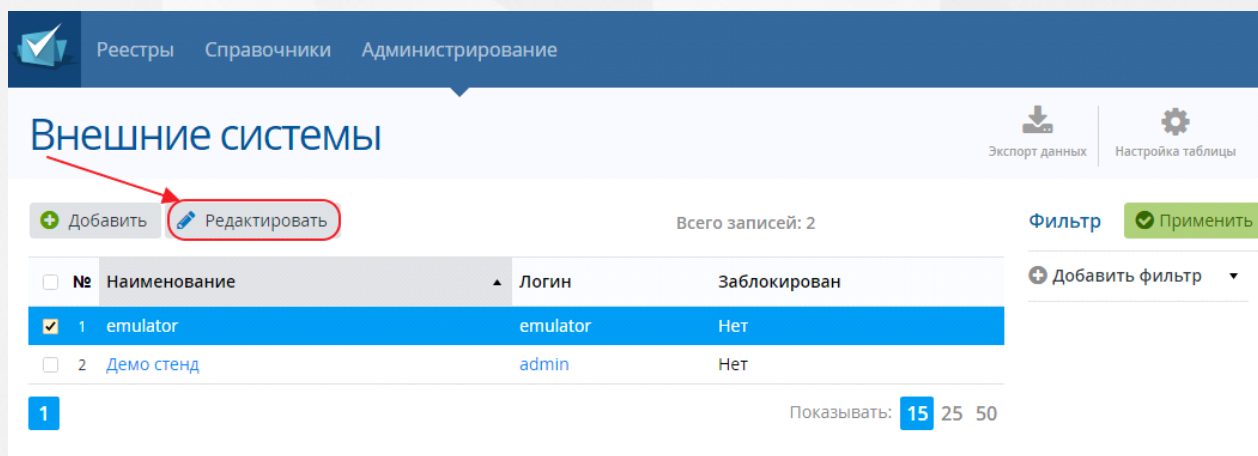 Реестры Справочники Администрирование
Внешние системы
Экспорт данных Настройка таблицы
Добавить Редактировать Всего записей: 2 Фильтр Применить
№ Наименование Логин Заблокирован Добавить фильтр
1 emulator emulator Нет
2 Демо стенд admin Нет
1 Показывать: 15 25 50